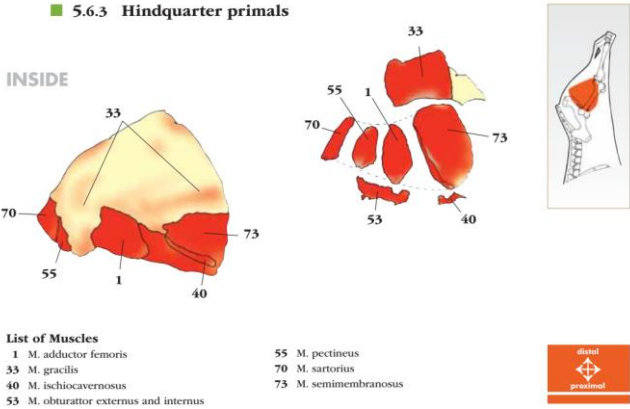 5.6.3 Hindquarter primals
INSIDE
33
70
55
1
40
73
33
55
1
70
73
53
40
List of Muscles
1 M. adductor femoris
33 M. gracilis
40 M. ischiocavernosus
53 M. obturattor externus and internus
55 M. pectineus
70 M. sartorius
73 M. semimembranosus
distal
proximal